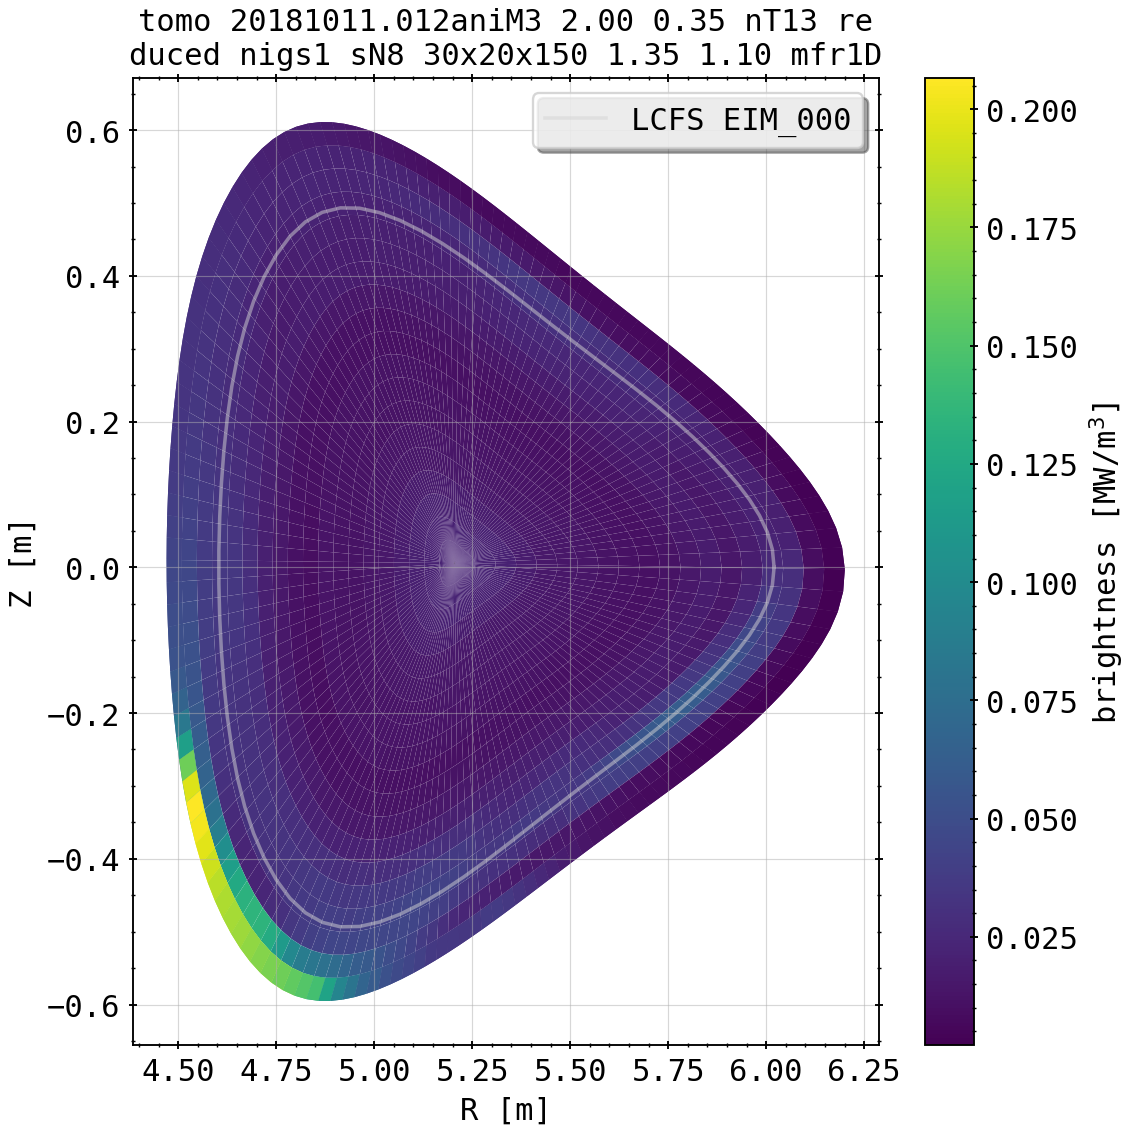 tomo 20181011.012aniM3 2.00 0.35 nT13 re
duced nigs1 sN8 30x20x150 1.35 1.10 mfr1D
LCFS EIM_000
0.6
0.4
0.2
0.0
−0.2
−0.4
−0.6
Z [m]
4.50 4.75 5.00 5.25 5.50 5.75 6.00 6.25
R [m]
0.200
0.175
0.150
0.125
0.100
0.075
0.050
0.025
brightness [MW/m³]